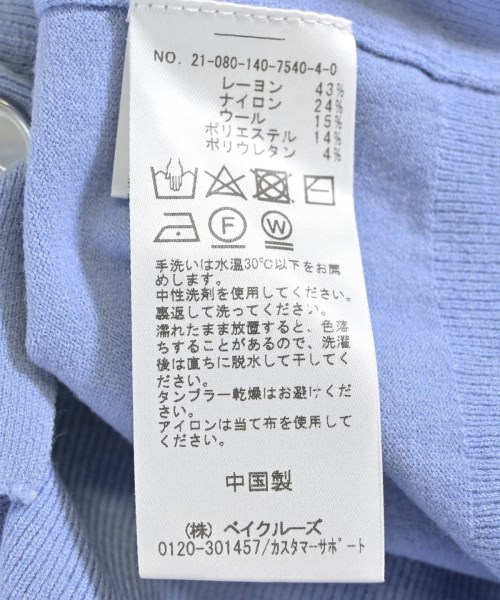 NO. 21-080-140-7540-4-0
レーヨン 43%
ナイロン 24%
ウール 15%
ポリエステル 14%
ポリウレタン 4%
F W
手洗いは水温30℃以下をお薦
めします。
中性洗剤を使用してください。
裏返して洗ってください。
濡れたまま放置すると、色落
ちすることがあるので、洗濯
後は直ちに脱水して干してく
ださい。
タンブラー乾燥はお避けくだ
さい。
アイロンは当て布を使用して
ください。
中国製
(株) ベイクルーズ
0120-301457/カスタマーサポート